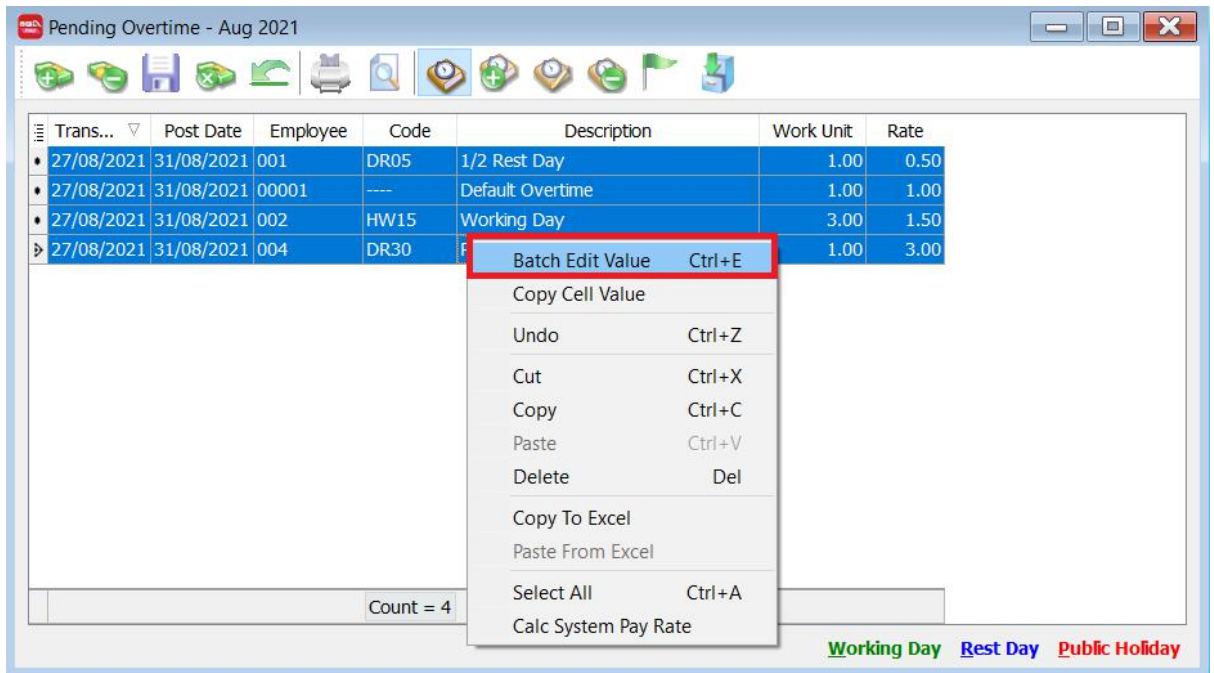 Pending Overtime - Aug 2021
Trans... Post Date Employee Code Description Work Unit Rate
27/08/2021 31/08/2021 001 DR05 1/2 Rest Day 1.00 0.50
27/08/2021 31/08/2021 00001 ---- Default Overtime 1.00 1.00
27/08/2021 31/08/2021 002 HW15 Working Day 3.00 1.50
27/08/2021 31/08/2021 004 DR30 1.00 3.00
Batch Edit Value Ctrl+E
Copy Cell Value
Undo Ctrl+Z
Cut Ctrl+X
Copy Ctrl+C
Paste Ctrl+V
Delete Del
Copy To Excel
Paste From Excel
Select All Ctrl+A
Calc System Pay Rate
Count = 4
Working Day Rest Day Public Holiday